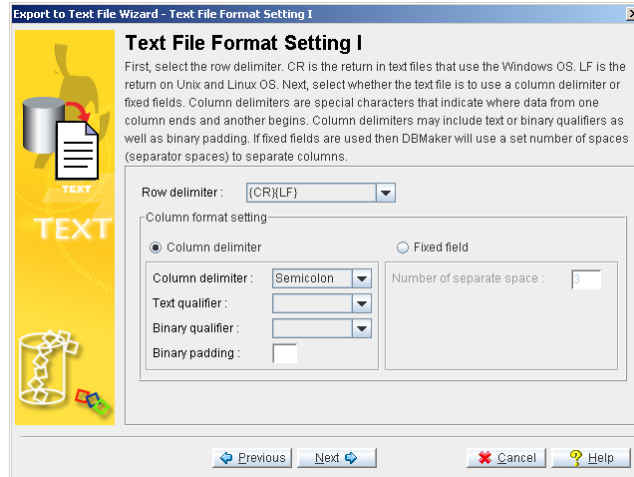 Export to Text File Wizard - Text File Format Setting I
Text File Format Setting I
First, select the row delimiter. CR is the return in text files that use the Windows OS. LF is the
return on Unix and Linux OS. Next, select whether the text file is to use a column delimiter or
fixed fields. Column delimiters are special characters that indicate where data from one
column ends and another begins. Column delimiters may include text or binary qualifiers as
well as binary padding. If fixed fields are used then DBMaker will use a set number of spaces
(separator spaces) to separate columns.
TEXT
TEXT
Row delimiter : {CR}{LF}
Column format setting
Column delimiter Fixed field
Column delimiter : Semicolon Number of separate space : 3
Text qualifier :
Binary qualifier :
Binary padding :
Previous Next Cancel Help